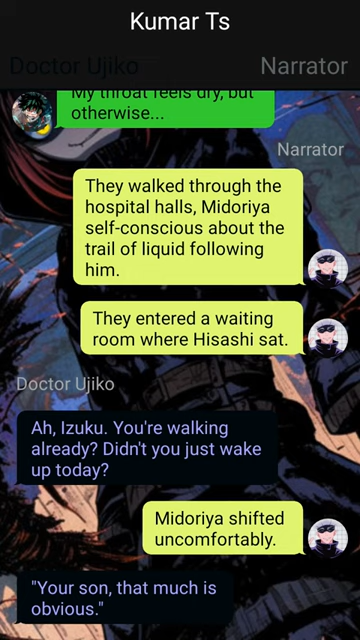 Kumar Ts
Doctor Ujiko
Narrator
My throat feels dry, but
otherwise...
Narrator
They walked through the
hospital halls, Midoriya
self-conscious about the
trail of liquid following
him.
They entered a waiting
room where Hisashi sat.
Doctor Ujiko
Ah, Izuku. You're walking
already? Didn't you just wake
up today?
Midoriya shifted
uncomfortably.
"Your son, that much is
obvious."